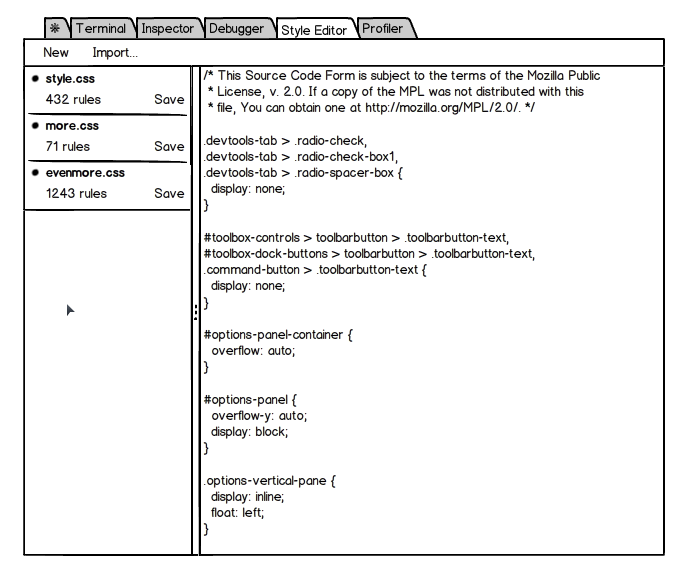 Terminal Inspector Debugger Style Editor Profiler
New Import...
style.css
432 rules Save
more.css
71 rules Save
evenmore.css
1243 rules Save
/* This Source Code Form is subject to the terms of the Mozilla Public
* License, v. 2.0. If a copy of the MPL was not distributed with this
* file, You can obtain one at http://mozilla.org/MPL/2.0/. */
.devtools-tab > .radio-check,
.devtools-tab > .radio-check-box1,
.devtools-tab > .radio-spacer-box {
display: none;
}
#toolbox-controls > toolbarbutton > .toolbarbutton-text,
#toolbox-dock-buttons > toolbarbutton > .toolbarbutton-text,
.command-button > .toolbarbutton-text {
display: none;
}
#options-panel-container {
overflow: auto;
}
#options-panel {
overflow-y: auto;
display: block;
}
.options-vertical-pane {
display: inline;
float: left;
}